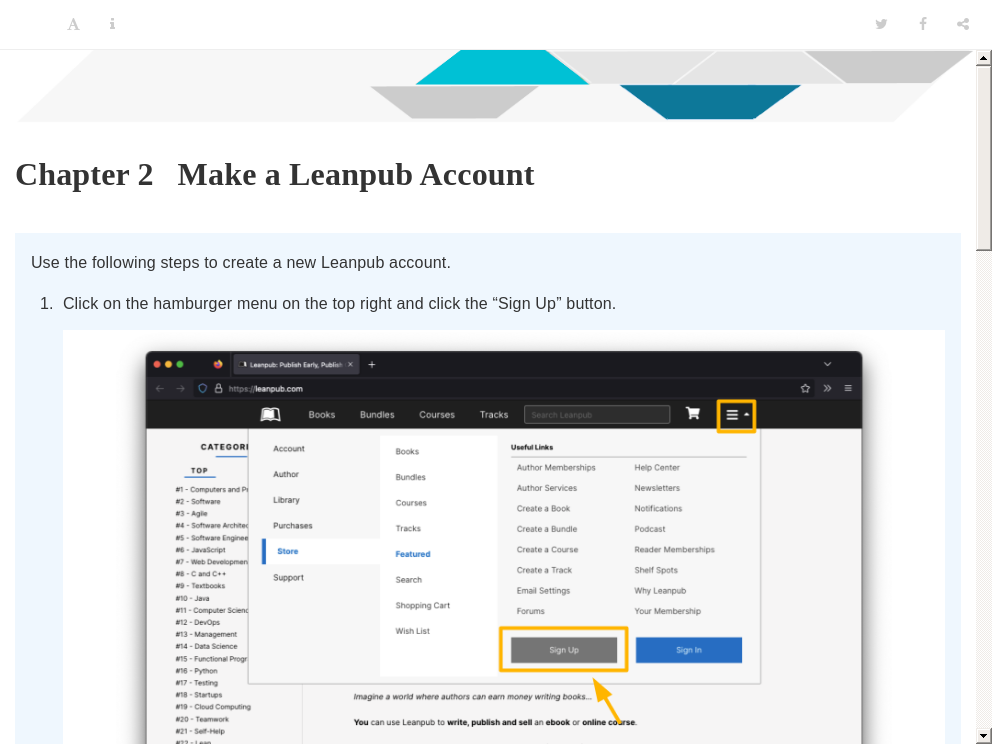 Chapter 2 Make a Leanpub Account
Use the following steps to create a new Leanpub account.
1. Click on the hamburger menu on the top right and click the “Sign Up” button.
Leanpub: Publish Early, Publish
https://leanpub.com
Books Bundles Courses Tracks Search Leanpub
CATEGORI
TOP
#1 - Computers and Pr
#2 - Software
#3 - Agile
#4 - Software Architec
#5 - Software Enginee
#6 - JavaScript
#7 - Web Developmen
#8 - C and C++
#9 - Textbooks
#10 - Java
#11 - Computer Scienc
#12 - DevOps
#13 - Management
#14 - Data Science
#15 - Functional Progr
#16 - Python
#17 - Testing
#18 - Startups
#19 - Cloud Computing
#20 - Teamwork
#21 - Self-Help
#22 - Lean
Account
Author
Library
Purchases
Store
Support
Books
Bundles
Courses
Tracks
Featured
Search
Shopping Cart
Wish List
Useful Links
Author Memberships
Author Services
Create a Book
Create a Bundle
Create a Course
Create a Track
Email Settings
Forums
Help Center
Newsletters
Notifications
Podcast
Reader Memberships
Shelf Spots
Why Leanpub
Your Membership
Sign Up
Sign In
Imagine a world where authors can earn money writing books...
You can use Leanpub to write, publish and sell an ebook or online course.